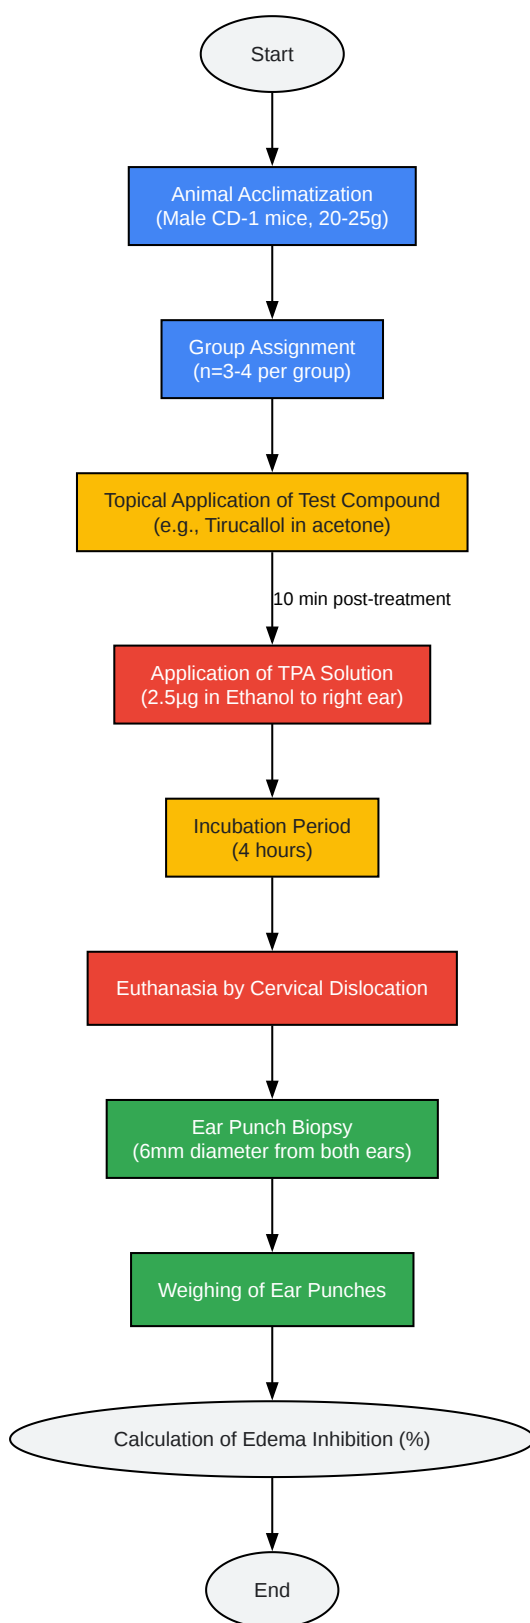 Start
Animal Acclimatization
(Male CD-1 mice, 20-25g)
Group Assignment
(n=3-4 per group)
Topical Application of Test Compound
(e.g., Tirucallol in acetone)
10 min post-treatment
Application of TPA Solution
(2.5µg in Ethanol to right ear)
Incubation Period
(4 hours)
Euthanasia by Cervical Dislocation
Ear Punch Biopsy
(6mm diameter from both ears)
Weighing of Ear Punches
Calculation of Edema Inhibition (%)
End